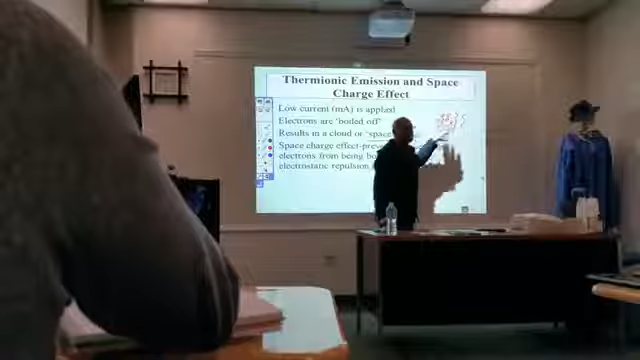 Thermionic Emission and Space
Charge Effect
Low current (mA) is applied
Electrons are 'boiled off'
Results in a cloud or 'space
Space charge effect-prev
electrons from being bo
electrostatic repulsion